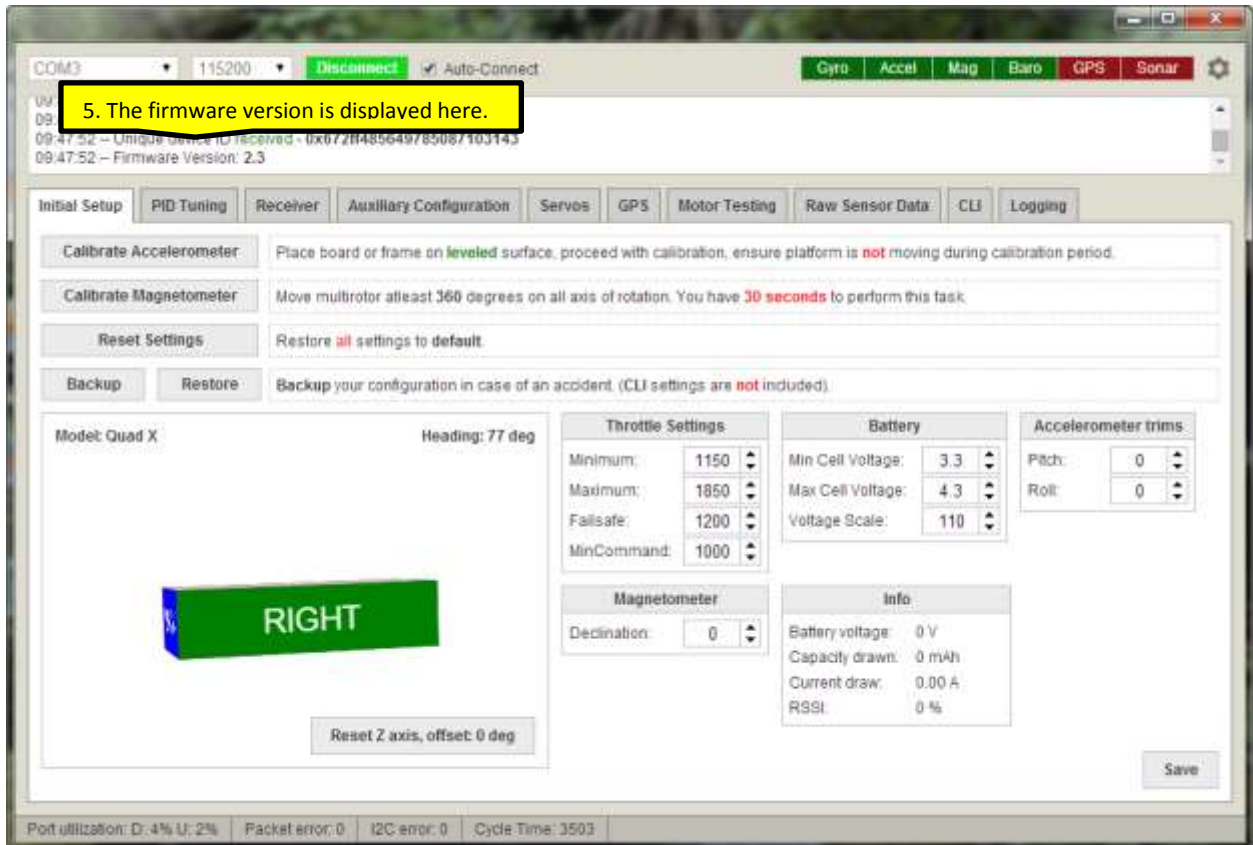 COM3 115200 Disconnect Auto-Connect Gyro Accel Mag Baro GPS Sonar
5. The firmware version is displayed here.
09:47:52 -- Unique device ID received - 0x672ff485649785087103143
09:47:52 -- Firmware Version: 2.3
Initial Setup PID Tuning Receiver Auxiliary Configuration Servos GPS Motor Testing Raw Sensor Data CLI Logging
Calibrate Accelerometer Place board or frame on leveled surface, proceed with calibration, ensure platform is not moving during calibration period.
Calibrate Magnetometer Move multirotor atleast 360 degrees on all axis of rotation. You have 30 seconds to perform this task.
Reset Settings Restore all settings to default.
Backup Restore Backup your configuration in case of an accident. (CLI settings are not included).
Model: Quad X Heading: 77 deg
RIGHT
Reset Z axis, offset: 0 deg
Throttle Settings
Minimum: 1150
Maximum: 1850
Failsafe: 1200
MinCommand: 1000
Battery
Min Cell Voltage: 3.3
Max Cell Voltage: 4.3
Voltage Scale: 110
Accelerometer trims
Pitch: 0
Roll: 0
Magnetometer
Declination: 0
Info
Battery voltage: 0 V
Capacity drawn: 0 mAh
Current draw: 0.00 A
RSSI: 0 %
Save
Port utilization: D: 4% U: 2% Packet error: 0 I2C error: 0 Cycle Time: 3503